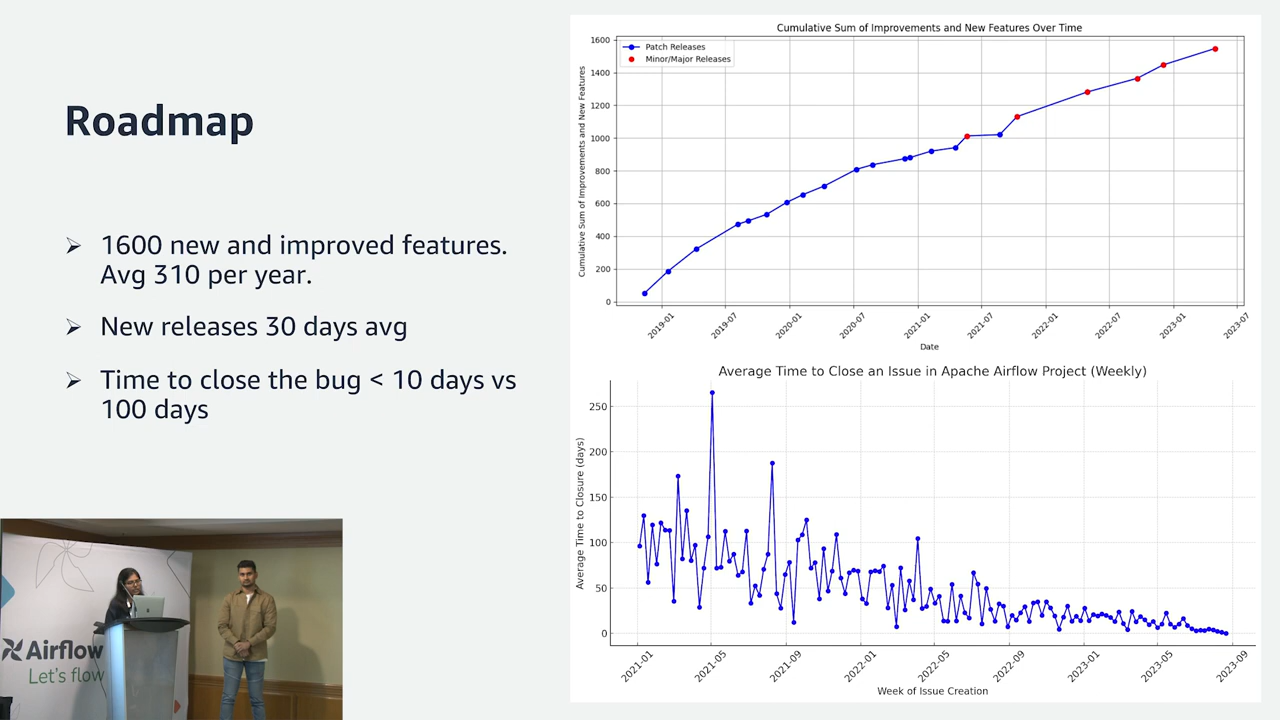 Roadmap
➢ 1600 new and improved features.
Avg 310 per year.
➢ New releases 30 days avg
➢ Time to close the bug < 10 days vs
100 days
Cumulative Sum of Improvements and New Features Over Time
Patch Releases
Minor/Major Releases
Cumulative Sum of Improvements and New Features
1600
1400
1200
1000
800
600
400
200
0
2019-01
2019-07
2020-01
2020-07
2021-01
2021-07
2022-01
2022-07
2023-01
2023-07
Date
Average Time to Close an Issue in Apache Airflow Project (Weekly)
Average Time to Closure (days)
250
200
150
100
50
0
2021-01
2021-05
2021-09
2022-01
2022-05
2022-09
2023-01
2023-05
2023-09
Week of Issue Creation
Airflow
Let's flow